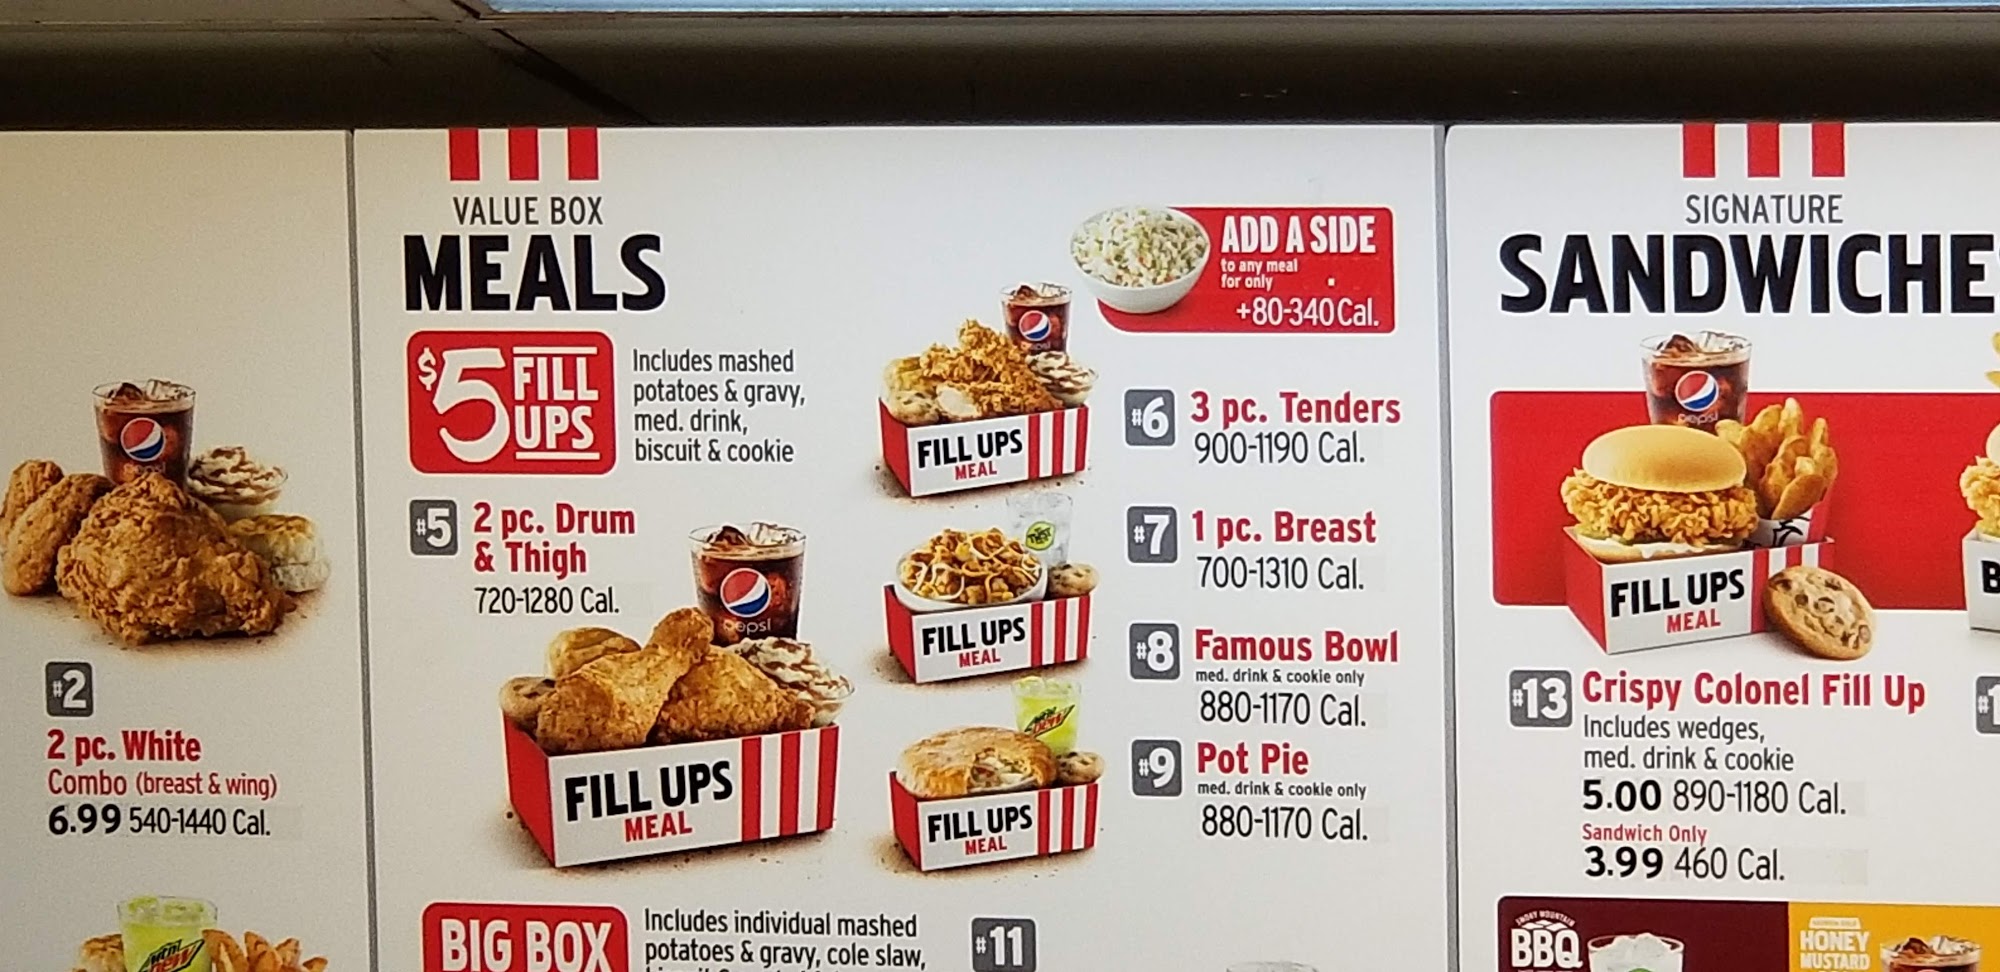 #2
2 pc. White
Combo (breast & wing)
6.99 540-1440 Cal.
VALUE BOX
MEALS
$5 FILL
UPS
Includes mashed
potatoes & gravy,
med. drink,
biscuit & cookie
#5 2 pc. Drum
& Thigh
720-1280 Cal.
pepsi
FILL UPS
MEAL
ADD A SIDE
to any meal
for only
+80-340 Cal.
pepsi
FILL UPS
MEAL
#6 3 pc. Tenders
900-1190 Cal.
#7 1 pc. Breast
700-1310 Cal.
FILL UPS
MEAL
#8 Famous Bowl
med. drink & cookie only
880-1170 Cal.
FILL UPS
MEAL
#9 Pot Pie
med. drink & cookie only
880-1170 Cal.
BIG BOX
Includes individual mashed
potatoes & gravy, cole slaw,
#11
SIGNATURE
SANDWICHE
pepsi
FILL UPS
MEAL
#13 Crispy Colonel Fill Up
Includes wedges,
med. drink & cookie
5.00 890-1180 Cal.
Sandwich Only
3.99 460 Cal.
SMOKY MOUNTAIN
BBQ
HONEY
MUSTARD